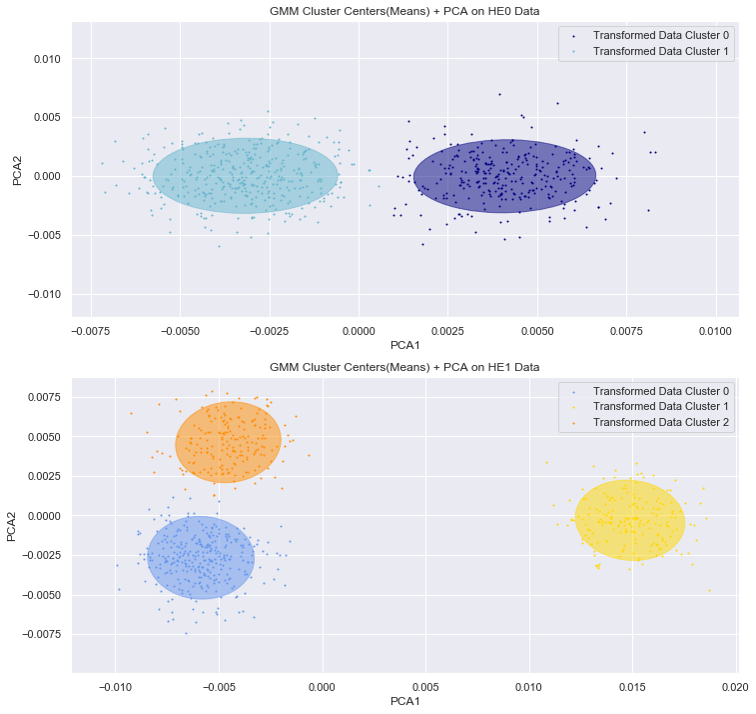 GMM Cluster Centers(Means) + PCA on HE0 Data
Transformed Data Cluster 0
Transformed Data Cluster 1
0.010
0.005
0.000
−0.005
−0.010
PCA2
−0.0075 −0.0050 −0.0025 0.0000 0.0025 0.0050 0.0075 0.0100
PCA1
GMM Cluster Centers(Means) + PCA on HE1 Data
Transformed Data Cluster 0
Transformed Data Cluster 1
Transformed Data Cluster 2
0.0075
0.0050
0.0025
0.0000
−0.0025
−0.0050
−0.0075
PCA2
−0.010 −0.005 0.000 0.005 0.010 0.015 0.020
PCA1